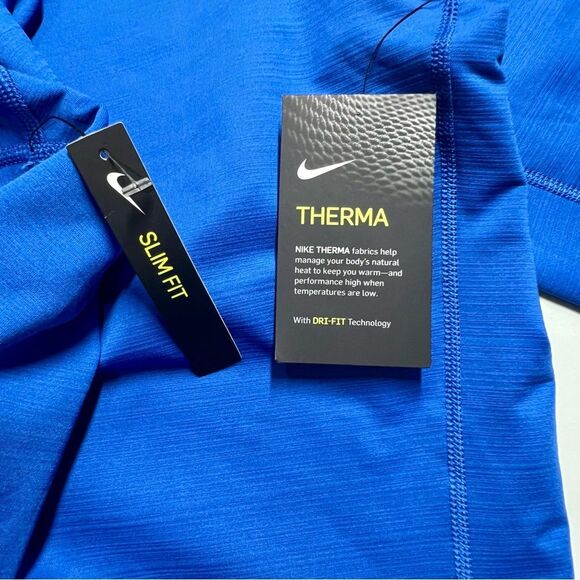 SLIM FIT
THERMA
NIKE THERMA fabrics help
manage your body's natural
heat to keep you warm—and
performance high when
temperatures are low.
With DRI-FIT Technology